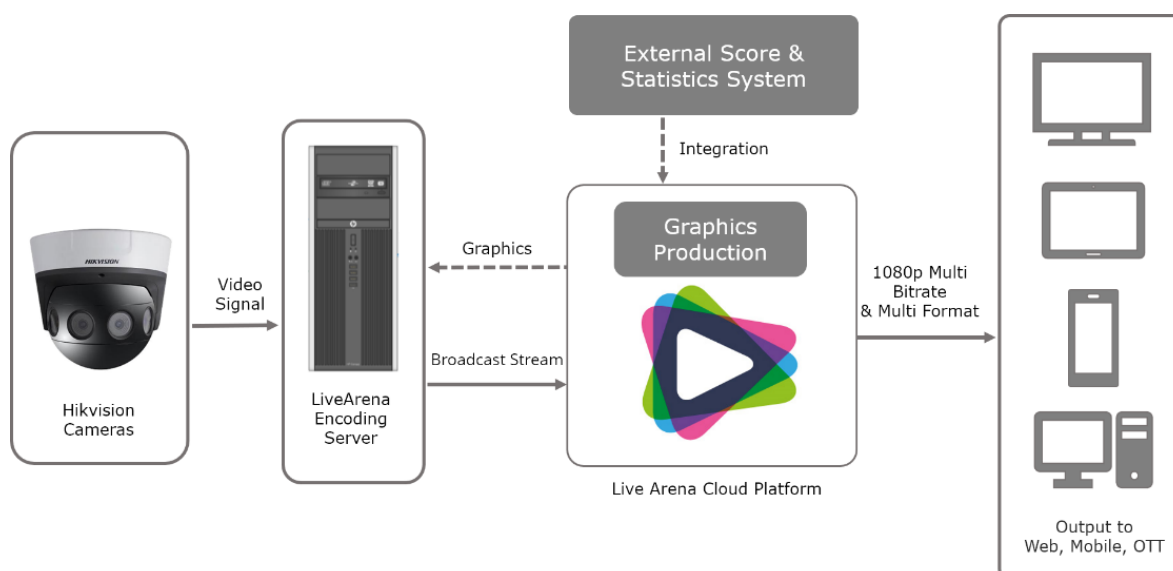 External Score &
Statistics System
Integration
HIKVISION
Hikvision
Cameras
Video
Signal
LiveArena
Encoding
Server
Graphics
Broadcast Stream
Graphics
Production
Live Arena Cloud Platform
1080p Multi
Bitrate
& Multi Format
Output to
Web, Mobile, OTT